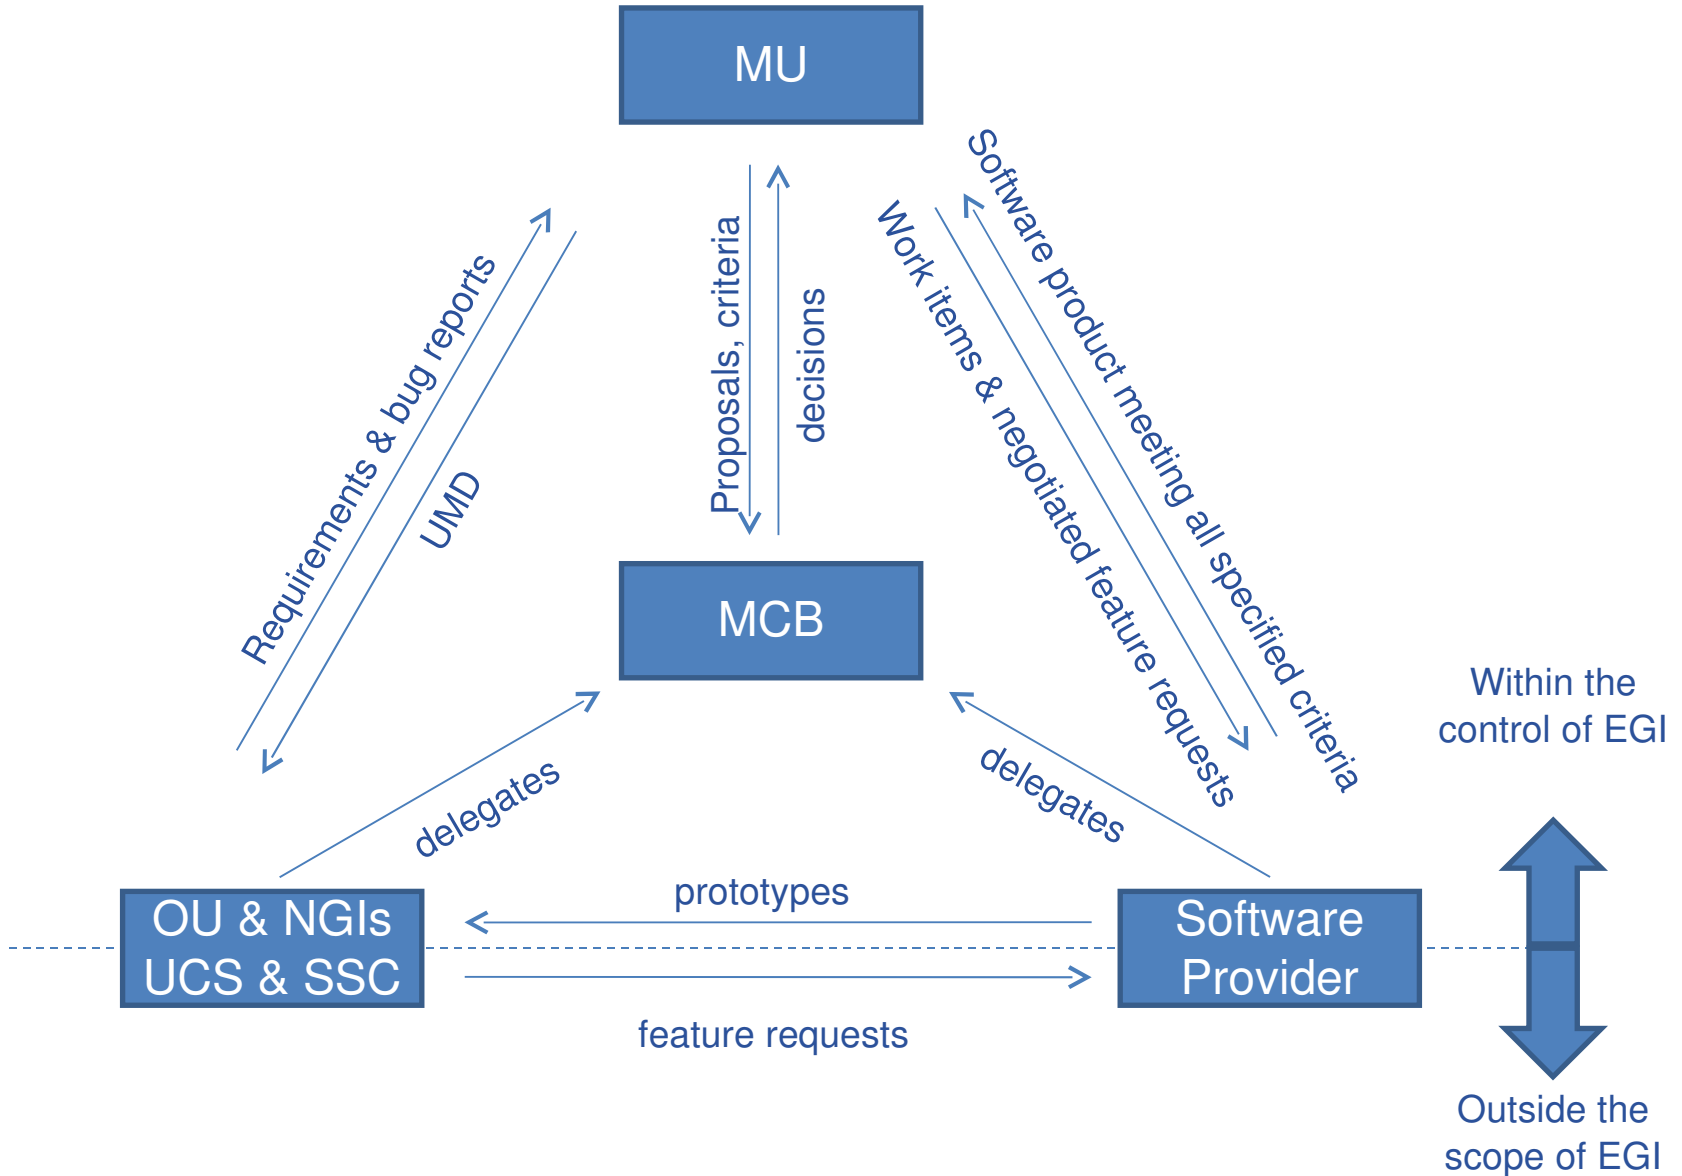 MU
Requirements & bug reports
UMD
Proposals, criteria
decisions
Work items & negotiated feature requests
Software product meeting all specified criteria
MCB
delegates
delegates
Within the
control of EGI
prototypes
OU & NGIs
UCS & SSC
Software
Provider
feature requests
Outside the
scope of EGI